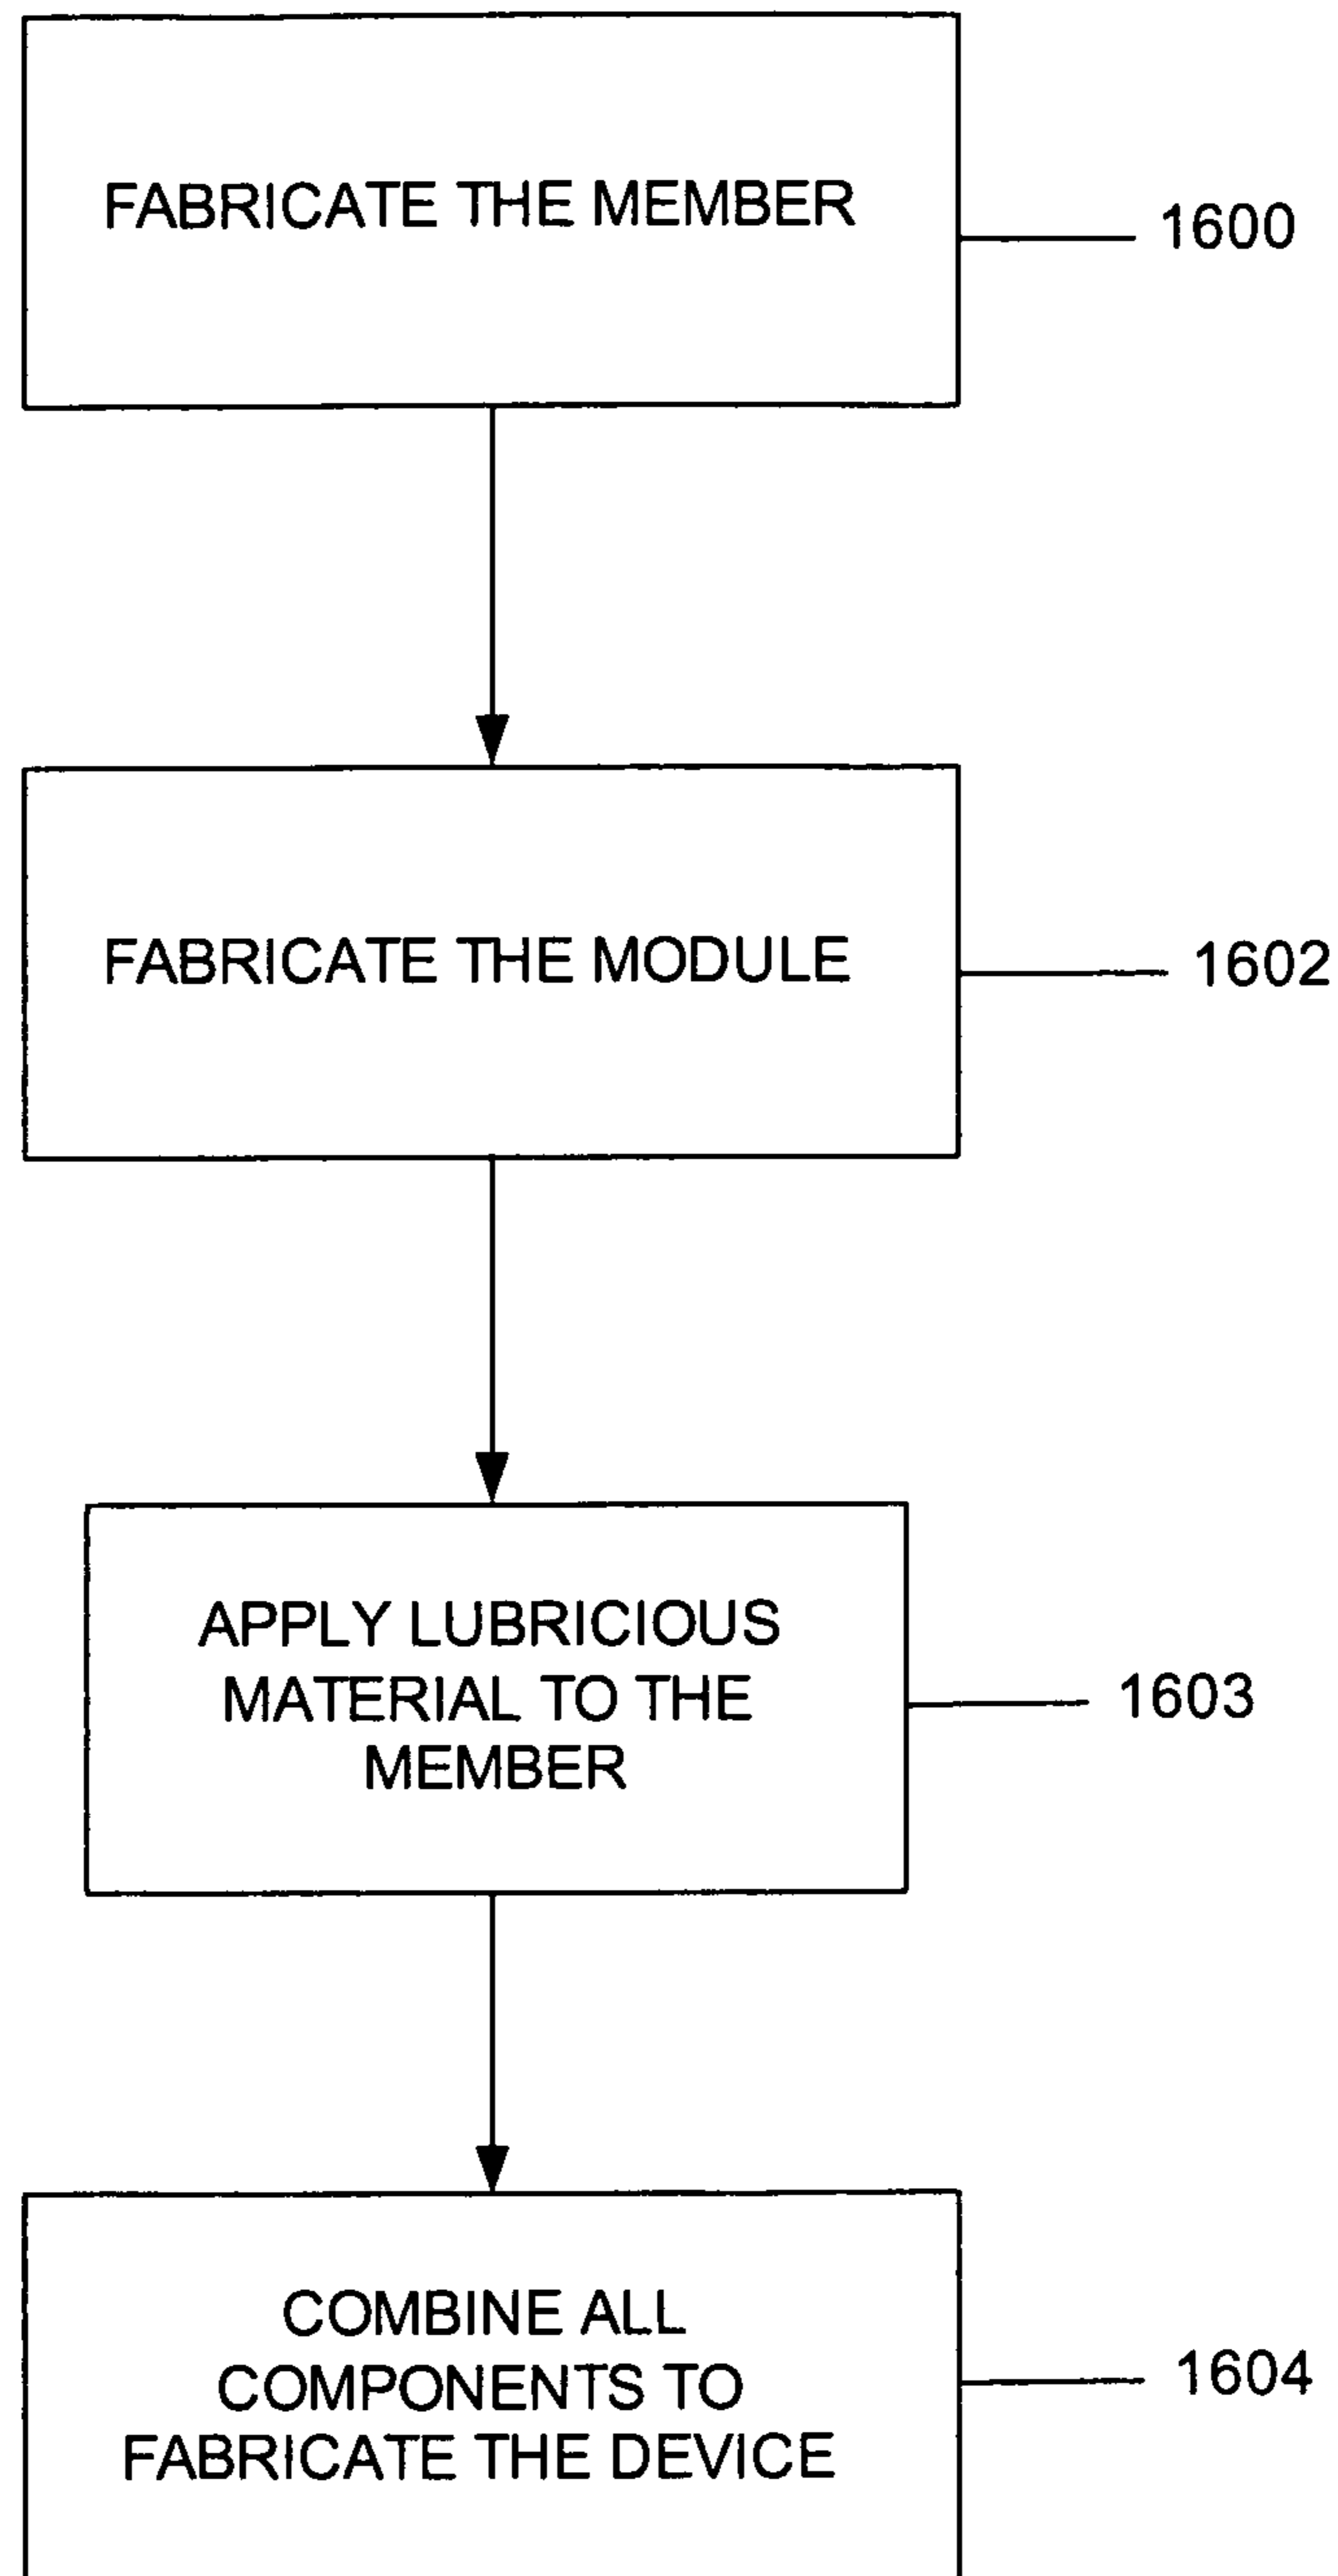 FABRICATE THE MEMBER
1600
FABRICATE THE MODULE
1602
APPLY LUBRICIOUS
MATERIAL TO THE
MEMBER
1603
COMBINE ALL
COMPONENTS TO
FABRICATE THE DEVICE
1604